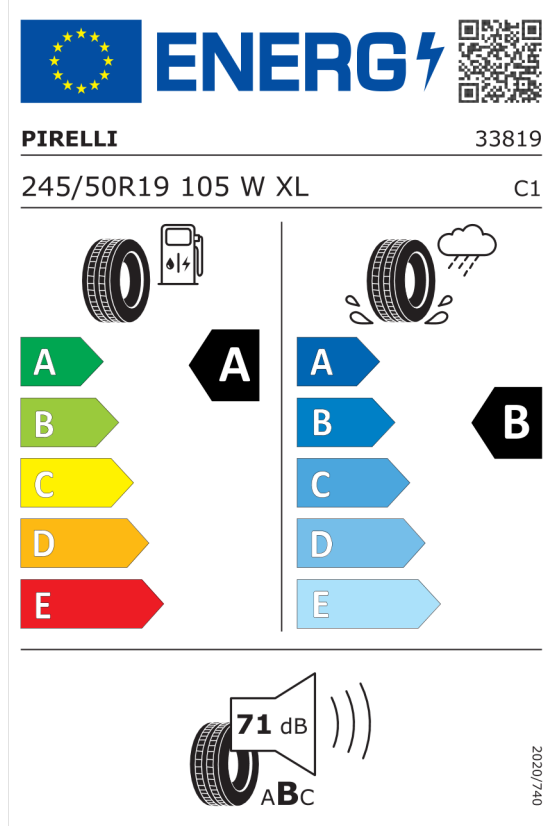 ENERG
PIRELLI 33819
245/50R19 105 W XL C1
A A A
B B B
C C
D D
E E
71 dB
ABC
2020/740